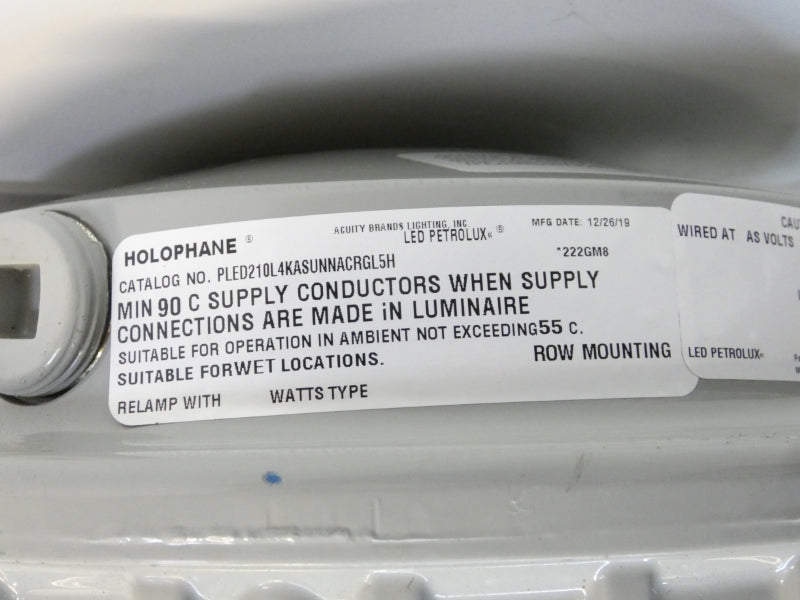 HOLOPHANE ®
ACUITY BRANDS LIGHTING, INC.
LED PETROLUX« ®
MFG DATE: 12/26/19
*222GM8
CATALOG NO. PLED210L4KASUNNACRGL5H
MIN 90 C SUPPLY CONDUCTORS WHEN SUPPLY
CONNECTIONS ARE MADE iN LUMINAIRE
SUITABLE FOR OPERATION IN AMBIENT NOT EXCEEDING55 C.
SUITABLE FORWET LOCATIONS.
ROW MOUNTING
RELAMP WITH WATTS TYPE
WIRED AT AS VOLTS
LED PETROLUX«